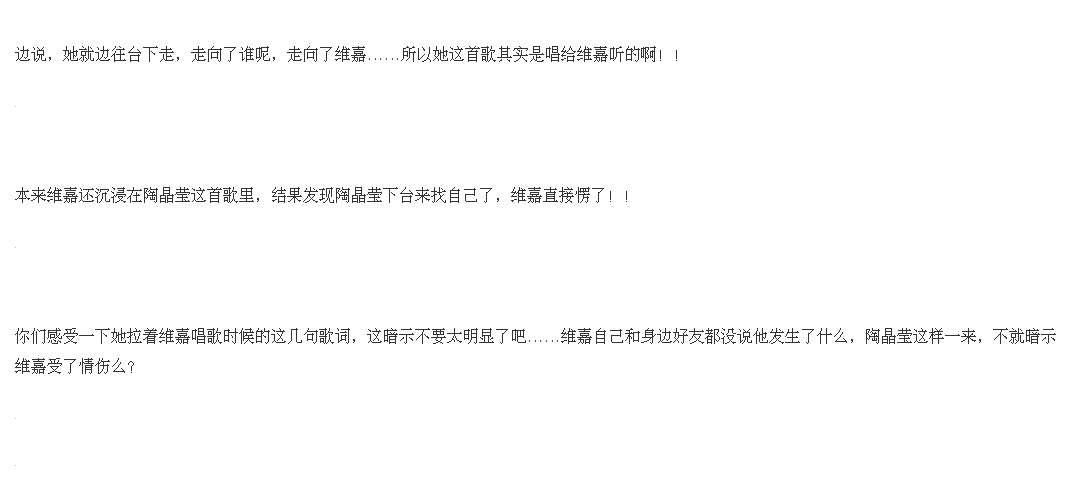 边说，她就边往台下走，走向了谁呢，走向了维嘉……所以她这首歌其实是唱给维嘉听的啊！！
本来维嘉还沉浸在陶晶莹这首歌里，结果发现陶晶莹下台来找自己了，维嘉直接愣了！！
你们感受一下她拉着维嘉唱歌时候的这几句歌词，这暗示不要太明显了吧……维嘉自己和身边好友都没说他发生了什么，陶晶莹这样一来，不就暗示
维嘉受了情伤么？